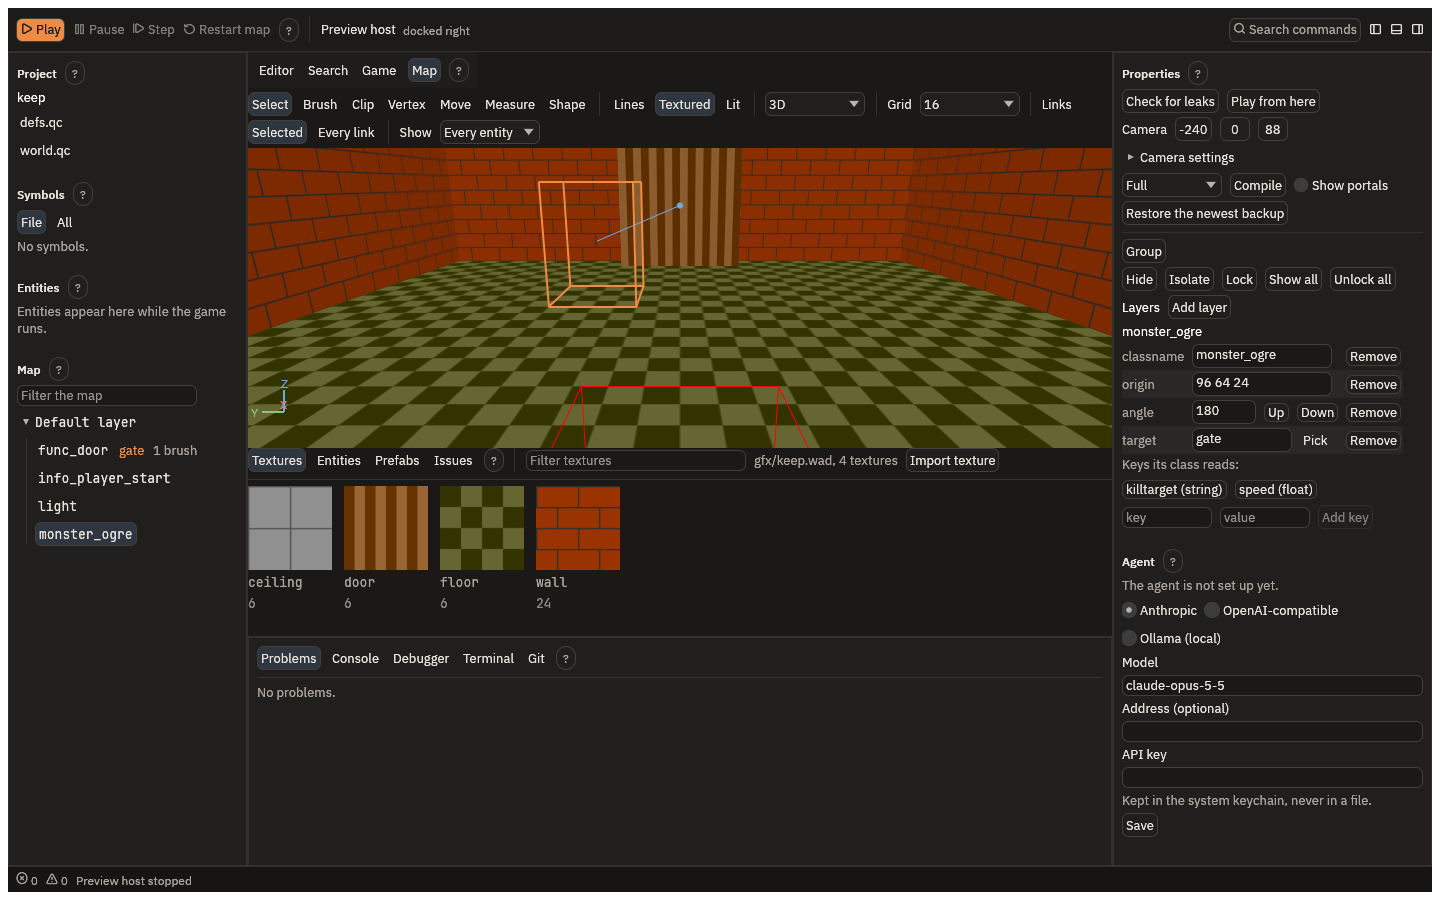 Play Pause Step Restart map ? Preview host docked right Search commands
Project ?
keep
defs.qc
world.qc
Symbols ?
File All
No symbols.
Entities ?
Entities appear here while the game
runs.
Map ?
Filter the map
Default layer
func_door gate 1 brush
info_player_start
light
monster_ogre
Editor Search Game Map ?
Select Brush Clip Vertex Move Measure Shape Lines Textured Lit 3D Grid 16 Links
Selected Every link Show Every entity
Z
Y X
Textures Entities Prefabs Issues ? Filter textures gfx/keep.wad, 4 textures Import texture
ceiling door floor wall
6 6 6 24
Problems Console Debugger Terminal Git ?
No problems.
Properties ?
Check for leaks Play from here
Camera -240 0 88
Camera settings
Full Compile Show portals
Restore the newest backup
Group
Hide Isolate Lock Show all Unlock all
Layers Add layer
monster_ogre
classname monster_ogre Remove
origin 96 64 24 Remove
angle 180 Up Down Remove
target gate Pick Remove
Keys its class reads:
killtarget (string) speed (float)
key value Add key
Agent ?
The agent is not set up yet.
Anthropic OpenAI-compatible
Ollama (local)
Model
claude-opus-5-5
Address (optional)
API key
Kept in the system keychain, never in a file.
Save
0 0 Preview host stopped